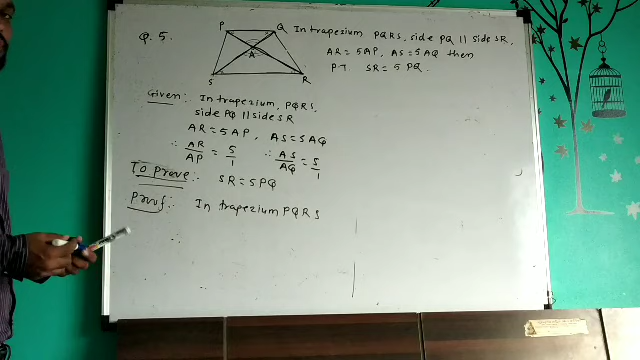 Q. 5.
P Q
A
S R
In trapezium PQRS, side PQ || side SR,
AR = 5AP, AS = 5AQ then
P.T. SR = 5 PQ.
Given: In trapezium, PQRS,
side PQ || side SR
AR = 5AP, AS = 5AQ
∴ AR/AP = 5/1 ∴ AS/AQ = 5/1
To prove: SR = 5PQ
Proof: In trapezium PQRS